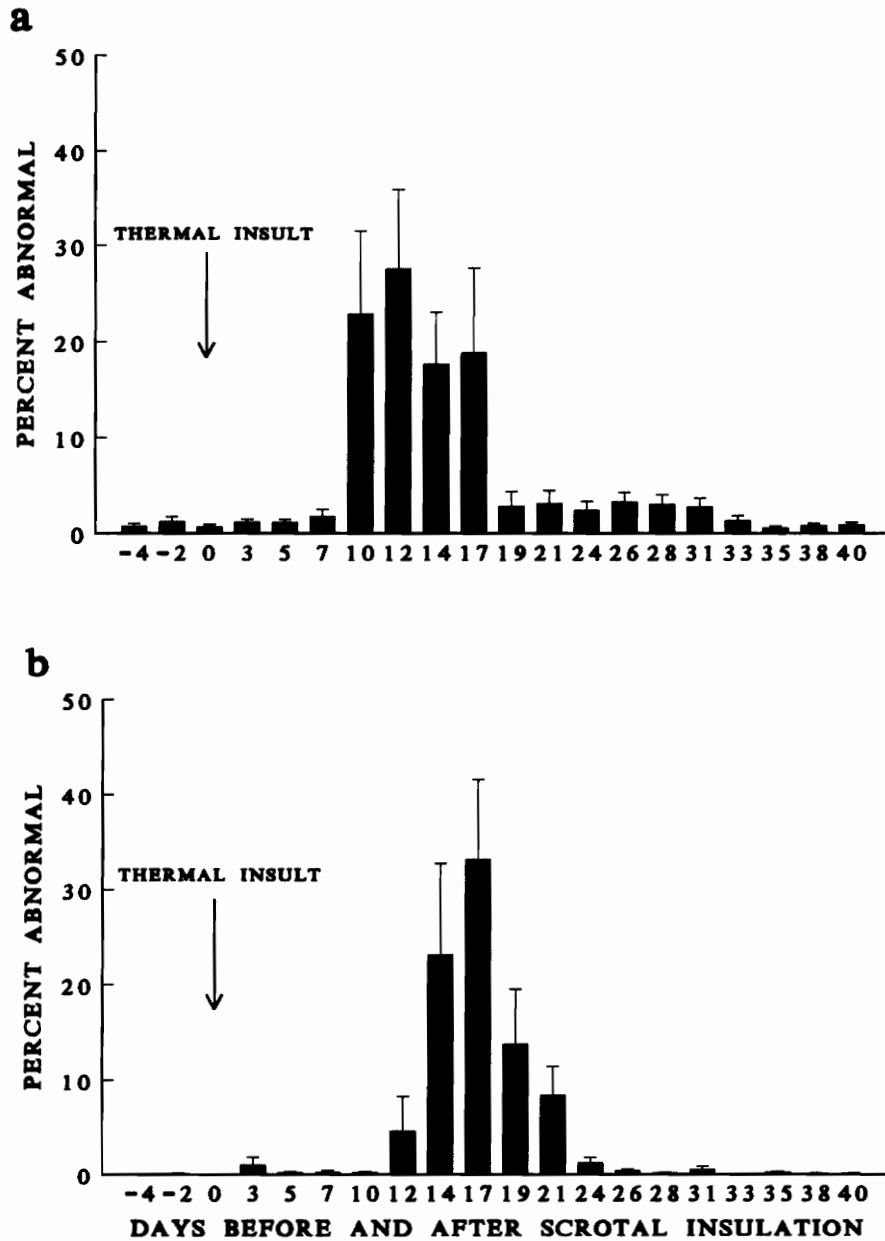 a
50
40
30
20
10
0
PERCENT ABNORMAL
THERMAL INSULT
-4 -2 0 3 5 7 10 12 14 17 19 21 24 26 28 31 33 35 38 40
b
50
40
30
20
10
0
PERCENT ABNORMAL
THERMAL INSULT
-4 -2 0 3 5 7 10 12 14 17 19 21 24 26 28 31 33 35 38 40
DAYS BEFORE AND AFTER SCROTAL INSULATION